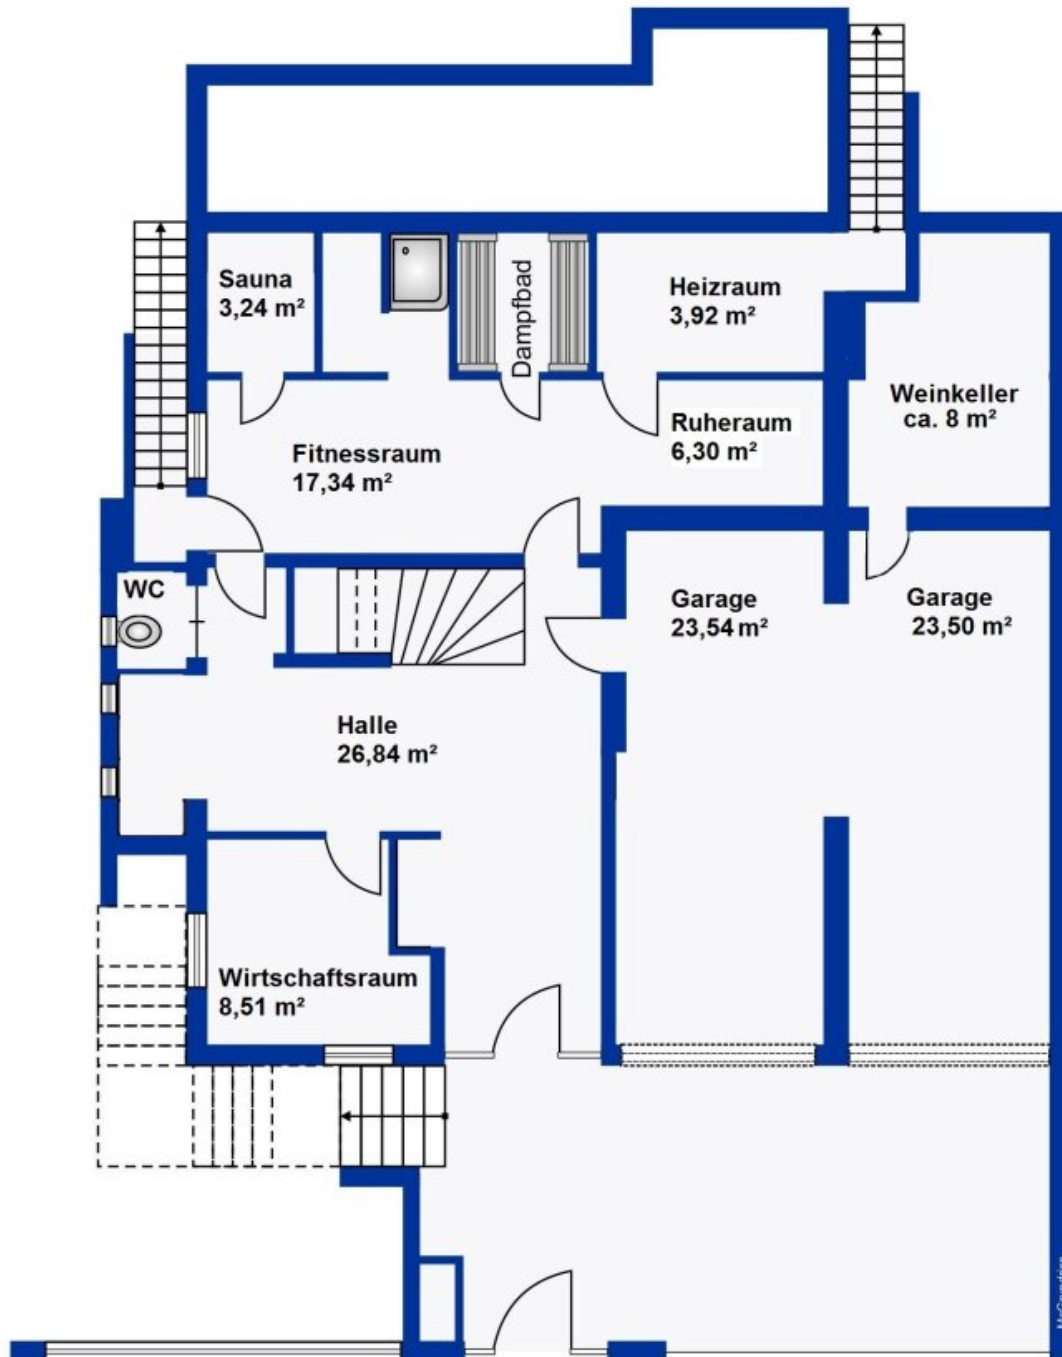 Sauna
3,24 m²
Dampfbad
Heizraum
3,92 m²
Weinkeller
ca. 8 m²
Ruheraum
6,30 m²
Fitnessraum
17,34 m²
WC
Garage
23,54 m²
Garage
23,50 m²
Halle
26,84 m²
Wirtschaftsraum
8,51 m²